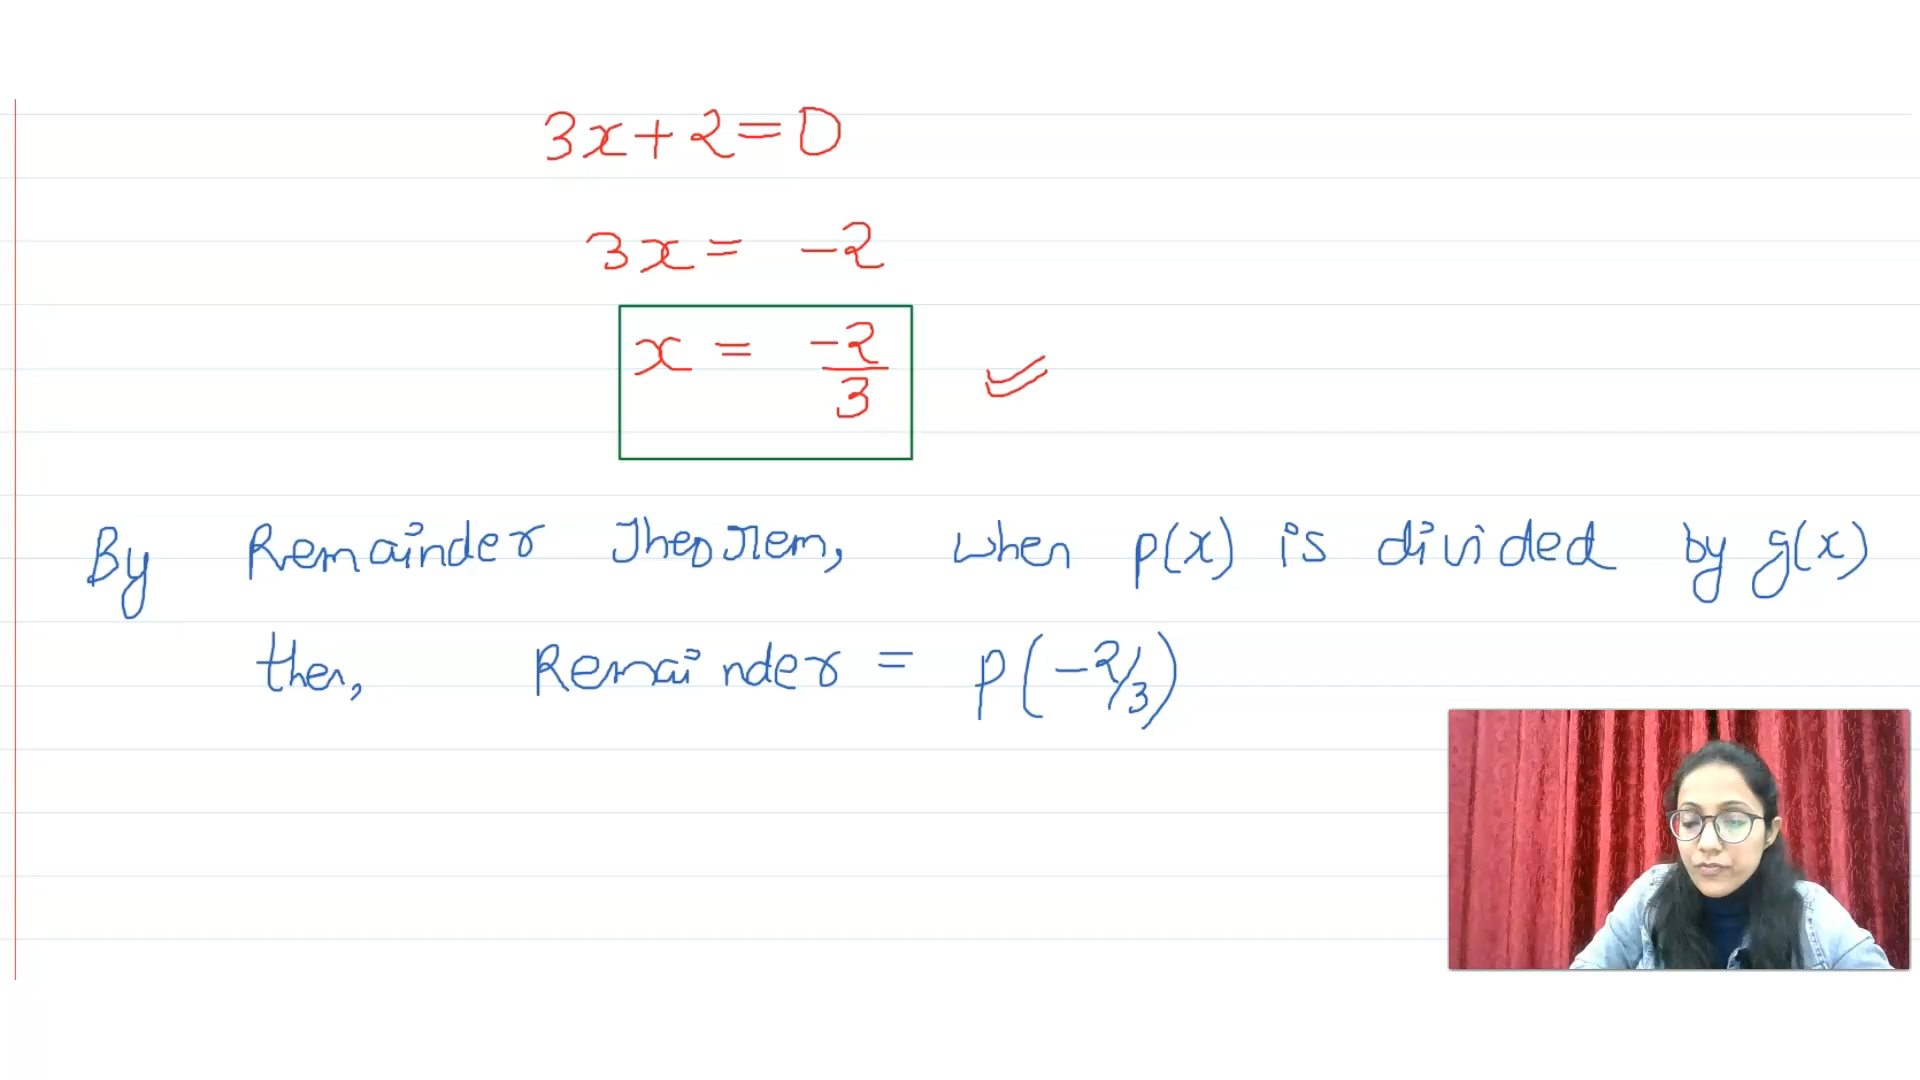 3x+2=0
3x= -2
x = -2/3
By Remainder Theorem, when p(x) is divided by g(x)
then, Remainder = p(-2/3)